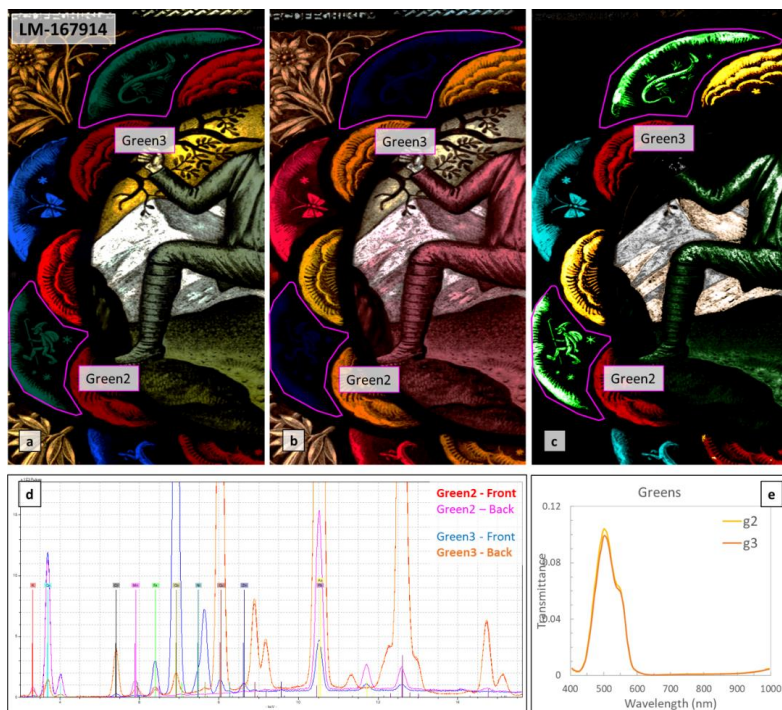 LM-167914
Green3
Green2
a
Green3
Green2
b
Green3
Green2
c
d
Green2 - Front
Green2 – Back
Green3 - Front
Green3 - Back
Greens
e
g2
g3
Transmittance
0.12
0.08
0.04
0
400 500 600 700 800 900 1000
Wavelength (nm)